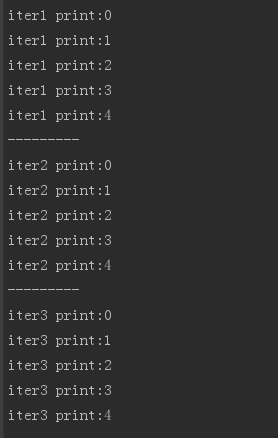 iter1 print:0
iter1 print:1
iter1 print:2
iter1 print:3
iter1 print:4
---------
iter2 print:0
iter2 print:1
iter2 print:2
iter2 print:3
iter2 print:4
---------
iter3 print:0
iter3 print:1
iter3 print:2
iter3 print:3
iter3 print:4